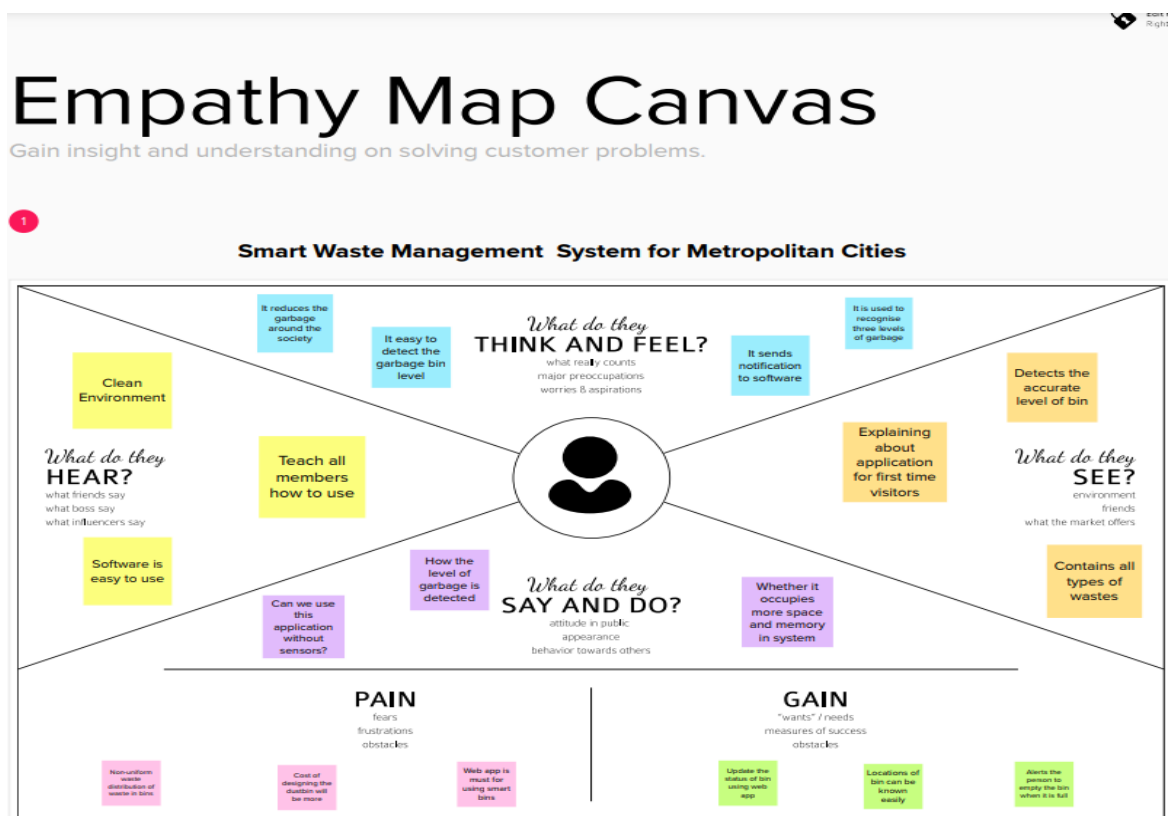 Edit
Right
Empathy Map Canvas
Gain insight and understanding on solving customer problems.
1
Smart Waste Management System for Metropolitan Cities
It reduces the
garbage
around the
society
It easy to
detect the
garbage bin
level
What do they
THINK AND FEEL?
what really counts
major preoccupations
worries & aspirations
It sends
notification
to software
It is used to
recognise
three levels
of garbage
Clean
Environment
What do they
HEAR?
what friends say
what boss say
what influencers say
Teach all
members
how to use
Software is
easy to use
Explaining
about
application
for first time
visitors
Detects the
accurate
level of bin
What do they
SEE?
environment
friends
what the market offers
Contains all
types of
wastes
Can we use
this
application
without
sensors?
How the
level of
garbage is
detected
What do they
SAY AND DO?
attitude in public
appearance
behavior towards others
Whether it
occupies
more space
and memory
in system
PAIN
fears
frustrations
obstacles
Non-uniform
waste
distribution of
waste in bins
Cost of
designing the
dustbin will
be more
Web app is
must for
using smart
bins
GAIN
"wants" / needs
measures of success
obstacles
Update the
status of bin
using web
app
Locations of
bin can be
known
easily
Alerts the
person to
empty the bin
when it is full